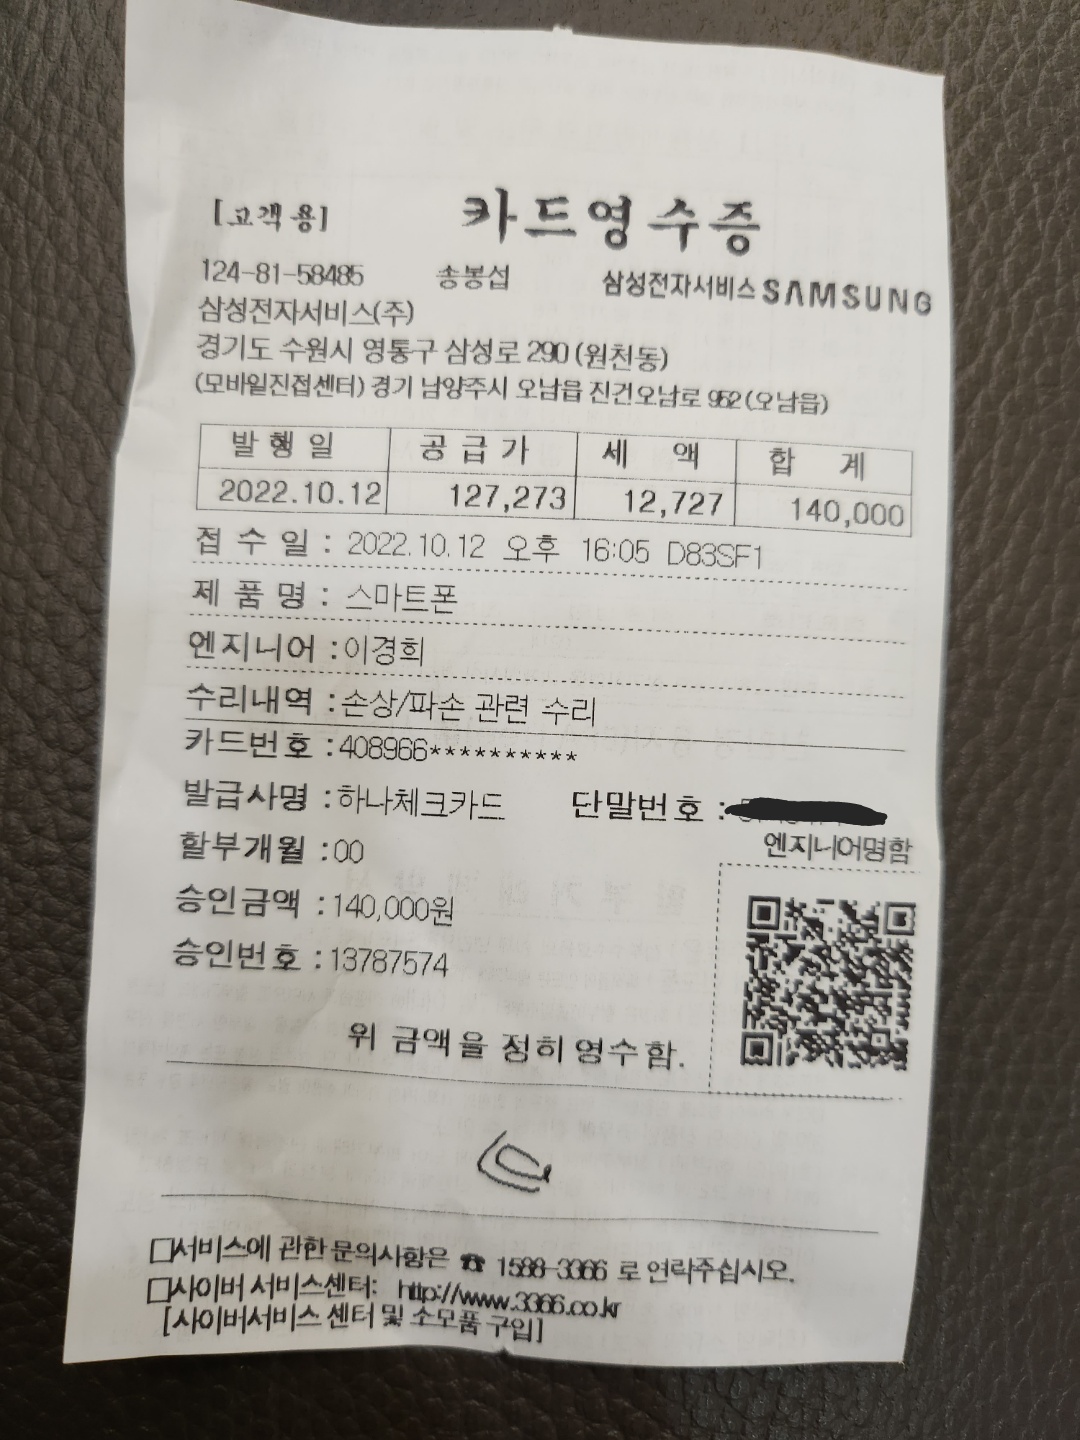 [고객용] 카드영수증
124-81-58485 송봉섭 삼성전자서비스 SAMSUNG
삼성전자서비스(주)
경기도 수원시 영통구 삼성로 290 (원천동)
(모바일진접센터) 경기 남양주시 오남읍 진건오남로 952 (오남읍)
발행일 공급가 세 액 합 계
2022.10.12 127,273 12,727 140,000
접수일 : 2022.10.12 오후 16:05 D83SF1
제품명 : 스마트폰
엔지니어 : 이경희
수리내역 : 손상/파손 관련 수리
카드번호 : 408966**********
발급사명 : 하나체크카드 단말번호 :
엔지니어명함
할부개월 : 00
승인금액 : 140,000원
승인번호 : 13787574
위 금액을 정히 영수함.
□서비스에 관한 문의사항은 ☎ 1588-3366 로 연락주십시오.
□사이버 서비스센터: http://www.3366.co.kr
[사이버서비스 센터 및 소모품 구입]